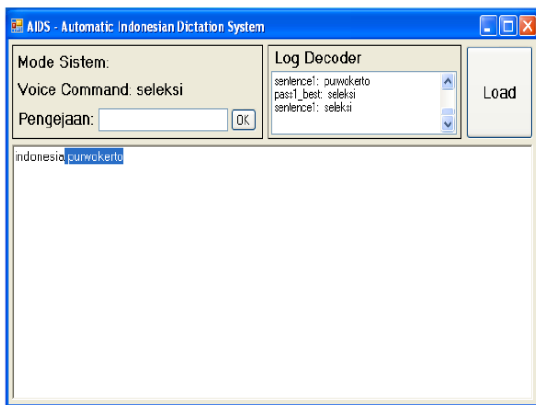 AIDS - Automatic Indonesian Dictation System
Mode Sistem:
Voice Command: seleksi
Pengejaan:
OK
Log Decoder
sentence1: purwokerto
pass1_best: seleksi
sentence1: seleksi
Load
indonesia purwokerto